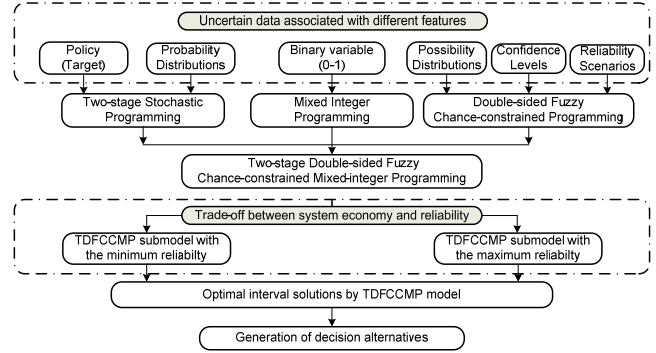 Uncertain data associated with different features
Policy
(Target)
Probability
Distributions
Binary variable
(0-1)
Possibility
Distributions
Confidence
Levels
Reliability
Scenarios
Two-stage Stochastic
Programming
Mixed Integer
Programming
Double-sided Fuzzy
Chance-constrained Programming
Two-stage Double-sided Fuzzy
Chance-constrained Mixed-integer Programming
Trade-off between system economy and reliability
TDFCCMP submodel with
the minimum reliabilty
TDFCCMP submodel with
the maximum reliabilty
Optimal interval solutions by TDFCCMP model
Generation of decision alternatives